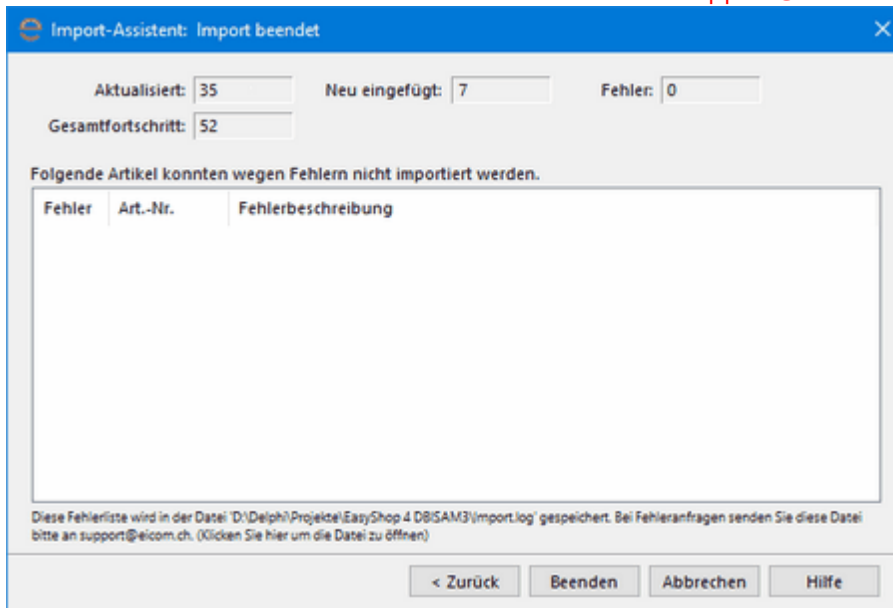 Import-Assistent: Import beendet
Aktualisiert: 35 Neu eingefügt: 7 Fehler: 0
Gesamtfortschritt: 52
Folgende Artikel konnten wegen Fehlern nicht importiert werden.
Fehler Art.-Nr. Fehlerbeschreibung
Diese Fehlerliste wird in der Datei 'D:\Delphi\Projekte\EasyShop 4 DBISAM3\Import.log' gespeichert. Bei Fehleranfragen senden Sie diese Datei
bitte an support@eicom.ch. (Klicken Sie hier um die Datei zu öffnen)
< Zurück Beenden Abbrechen Hilfe